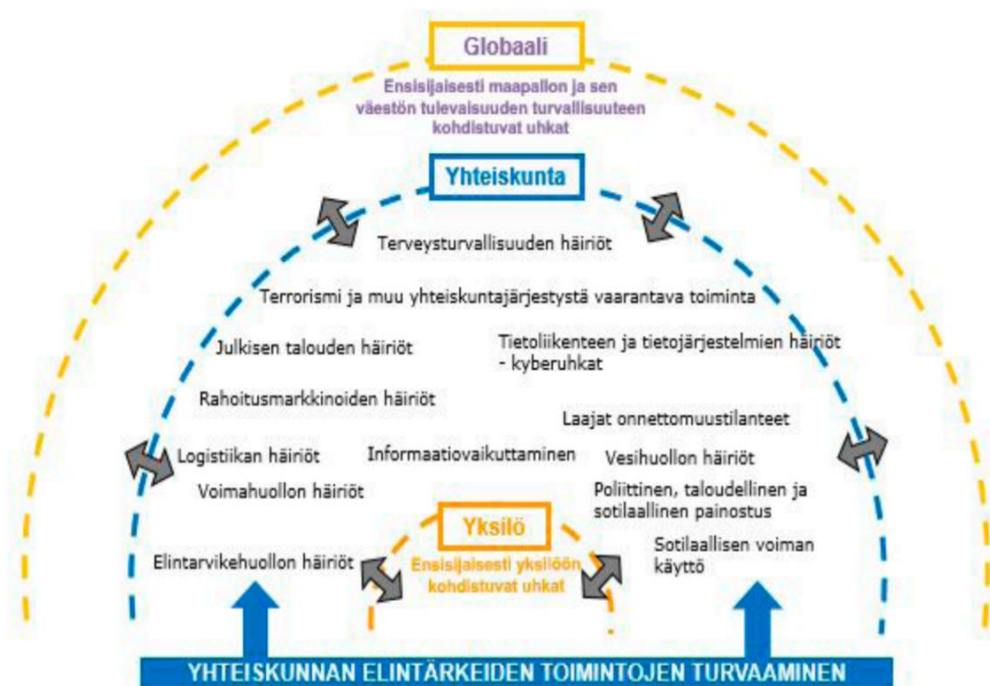 Globaali
Ensisijaisesti maapallon ja sen
väestön tulevaisuuden turvallisuuteen
kohdistuvat uhkat
Yhteiskunta
Terveysturvallisuuden häiriöt
Terrorismi ja muu yhteiskuntajärjestystä vaarantava toiminta
Julkisen talouden häiriöt
Tietoliikenteen ja tietojärjestelmien häiriöt
- kyberuhkat
Rahoitusmarkkinoiden häiriöt
Laajat onnettomuustilanteet
Logistiikan häiriöt
Informaatiovaikuttaminen
Vesihuollon häiriöt
Voimahuollon häiriöt
Poliittinen, taloudellinen ja
sotilaallinen painostus
Yksilö
Ensisijaisesti yksilöön
kohdistuvat uhkat
Elintarvikehuollon häiriöt
Sotilaallisen voiman
käyttö
YHTEISKUNNAN ELINTÄRKEIDEN TOIMINTOJEN TURVAAMINEN